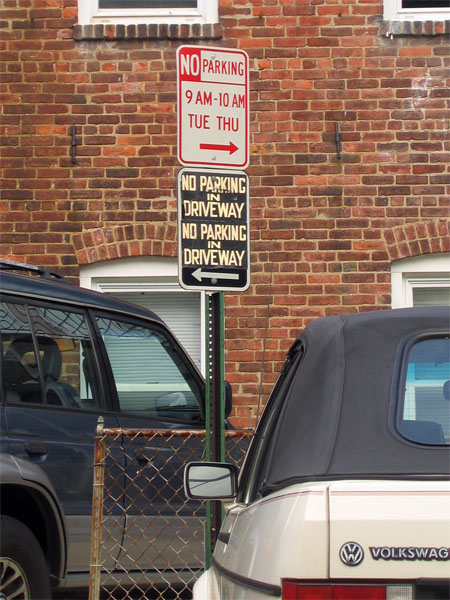 NO PARKING
9 AM-10 AM
TUE THU
NO PARKING
IN
DRIVEWAY
NO PARKING
IN
DRIVEWAY
VOLKSWAG